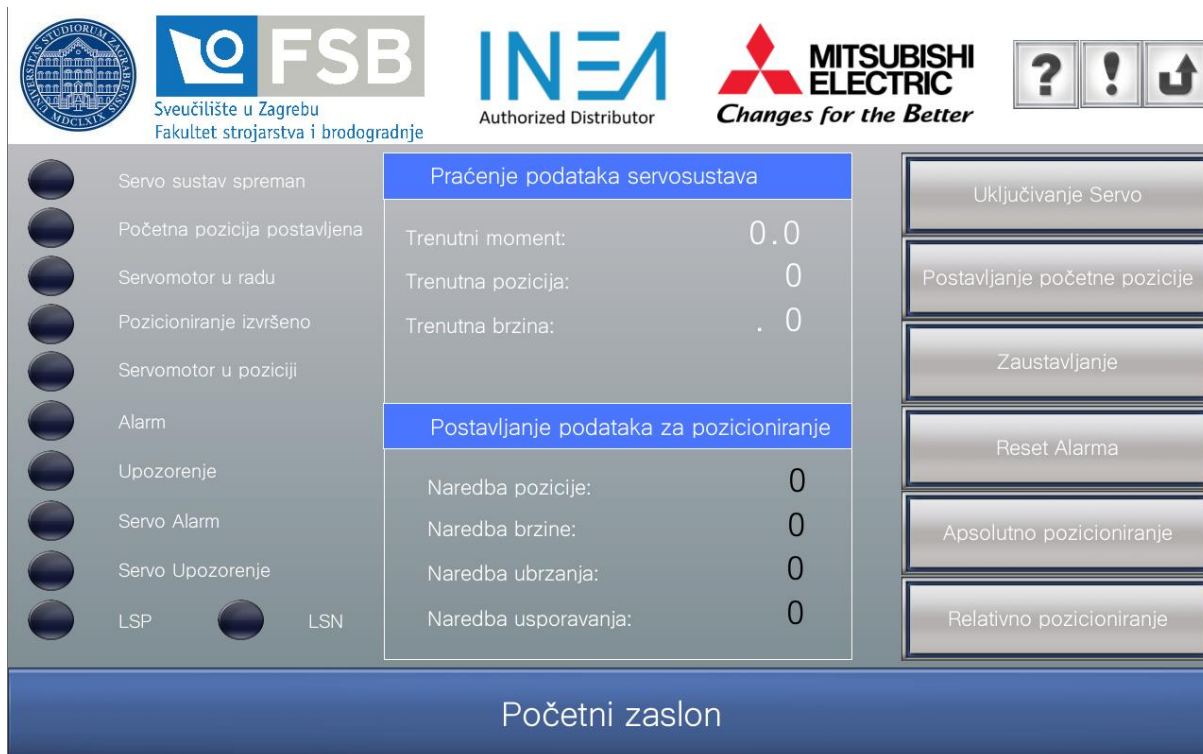 UNIVERSITAS STUDIORUM ZAGRABIENSIS
MDCLXIX
FSB
Sveučilište u Zagrebu
Fakultet strojarstva i brodogradnje
INEA
Authorized Distributor
MITSUBISHI
ELECTRIC
Changes for the Better
? !
Servo sustav spreman
Početna pozicija postavljena
Servomotor u radu
Pozicioniranje izvršeno
Servomotor u poziciji
Alarm
Upozorenje
Servo Alarm
Servo Upozorenje
LSP LSN
Praćenje podataka servosustava
Trenutni moment: 0.0
Trenutna pozicija: 0
Trenutna brzina: . 0
Postavljanje podataka za pozicioniranje
Naredba pozicije: 0
Naredba brzine: 0
Naredba ubrzanja: 0
Naredba usporavanja: 0
Uključivanje Servo
Postavljanje početne pozicije
Zaustavljanje
Reset Alarma
Apsolutno pozicioniranje
Relativno pozicioniranje
Početni zaslon